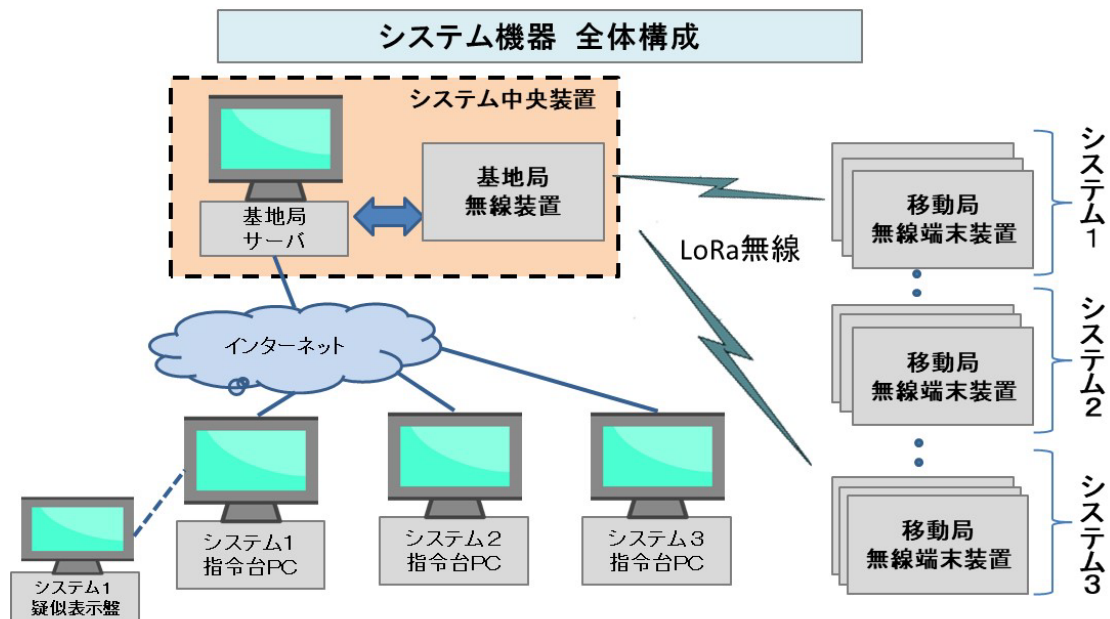 システム機器 全体構成
システム中央装置
基地局
サーバ
基地局
無線装置
LoRa無線
移動局
無線端末装置
システム1
移動局
無線端末装置
システム2
移動局
無線端末装置
システム3
インターネット
システム1
指令台PC
システム2
指令台PC
システム3
指令台PC
システム1
疑似表示盤